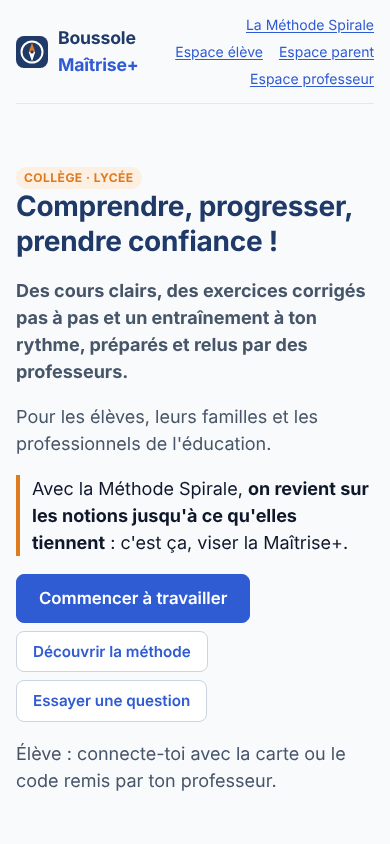 Boussole
Maîtrise+
La Méthode Spirale
Espace élève Espace parent
Espace professeur
COLLÈGE · LYCÉE
Comprendre, progresser,
prendre confiance !
Des cours clairs, des exercices corrigés
pas à pas et un entraînement à ton
rythme, préparés et relus par des
professeurs.
Pour les élèves, leurs familles et les
professionnels de l'éducation.
Avec la Méthode Spirale, on revient sur
les notions jusqu'à ce qu'elles
tiennent : c'est ça, viser la Maîtrise+.
Commencer à travailler
Découvrir la méthode
Essayer une question
Élève : connecte-toi avec la carte ou le
code remis par ton professeur.